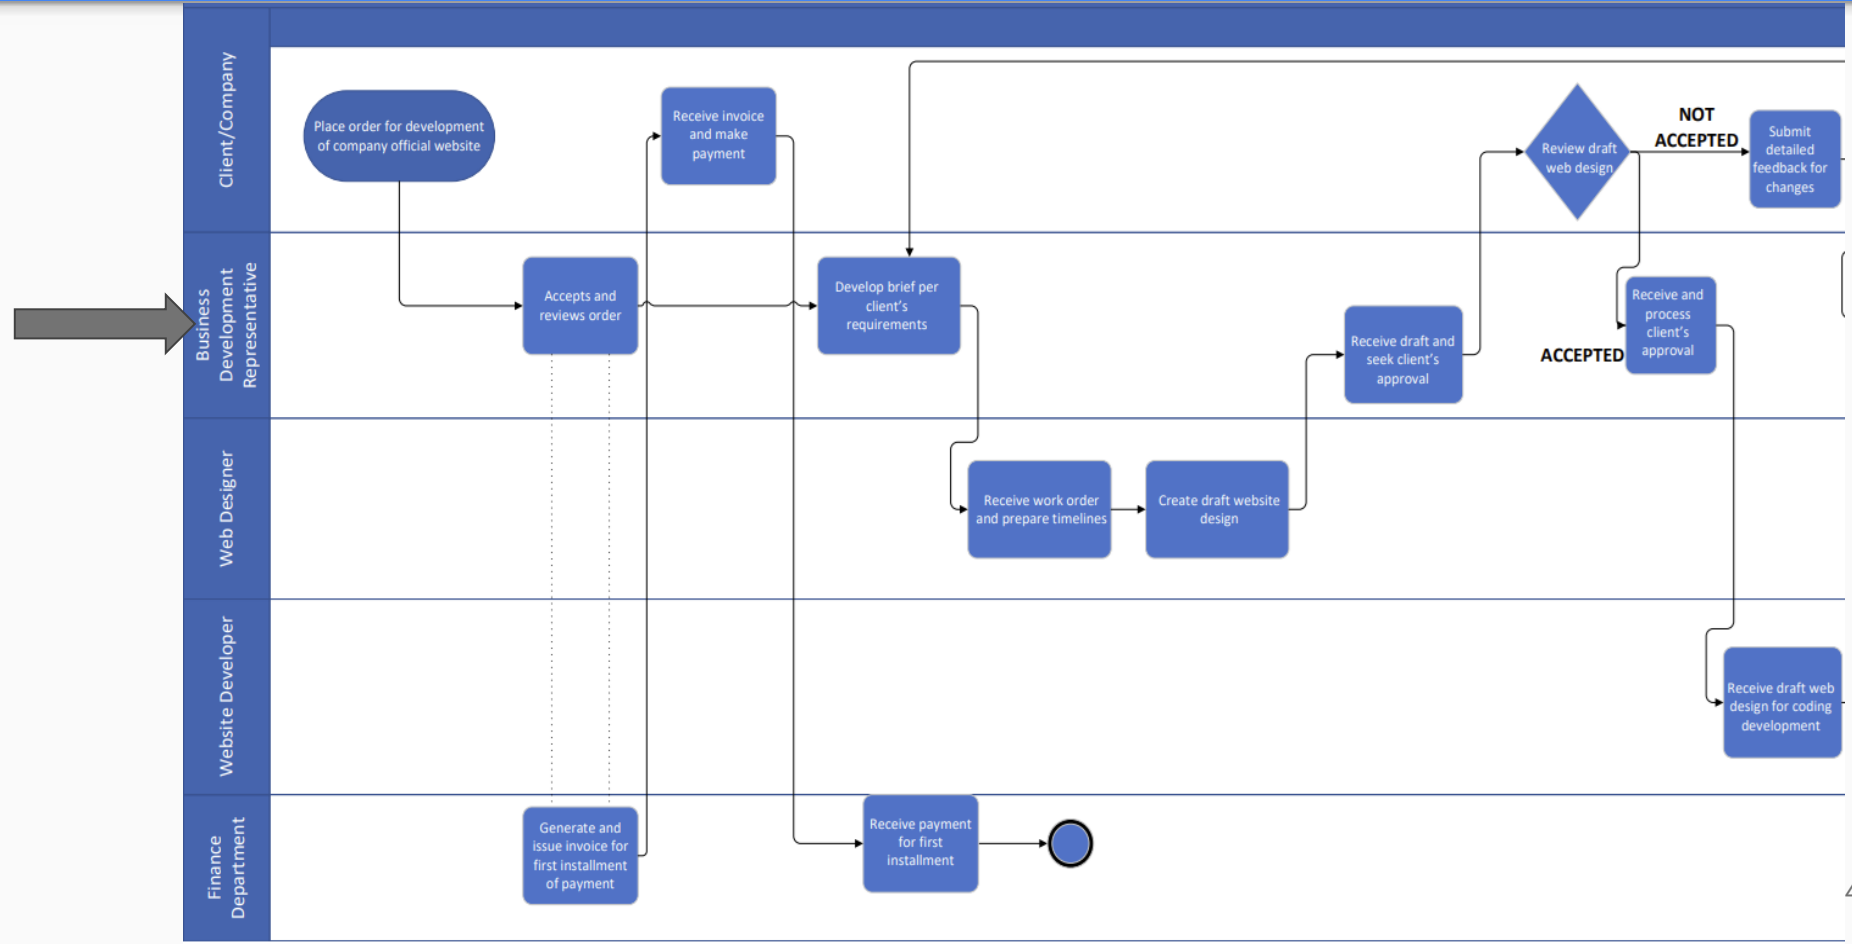 Client/Company
Place order for development
of company official website
Receive invoice
and make
payment
Review draft
web design
NOT
ACCEPTED
Submit
detailed
feedback for
changes
Business
Development
Representative
Accepts and
reviews order
Develop brief per
client's
requirements
Receive draft and
seek client's
approval
ACCEPTED
Receive and
process
client's
approval
Web Designer
Receive work order
and prepare timelines
Create draft website
design
Website Developer
Receive draft web
design for coding
development
Finance
Department
Generate and
issue invoice for
first installment
of payment
Receive payment
for first
installment